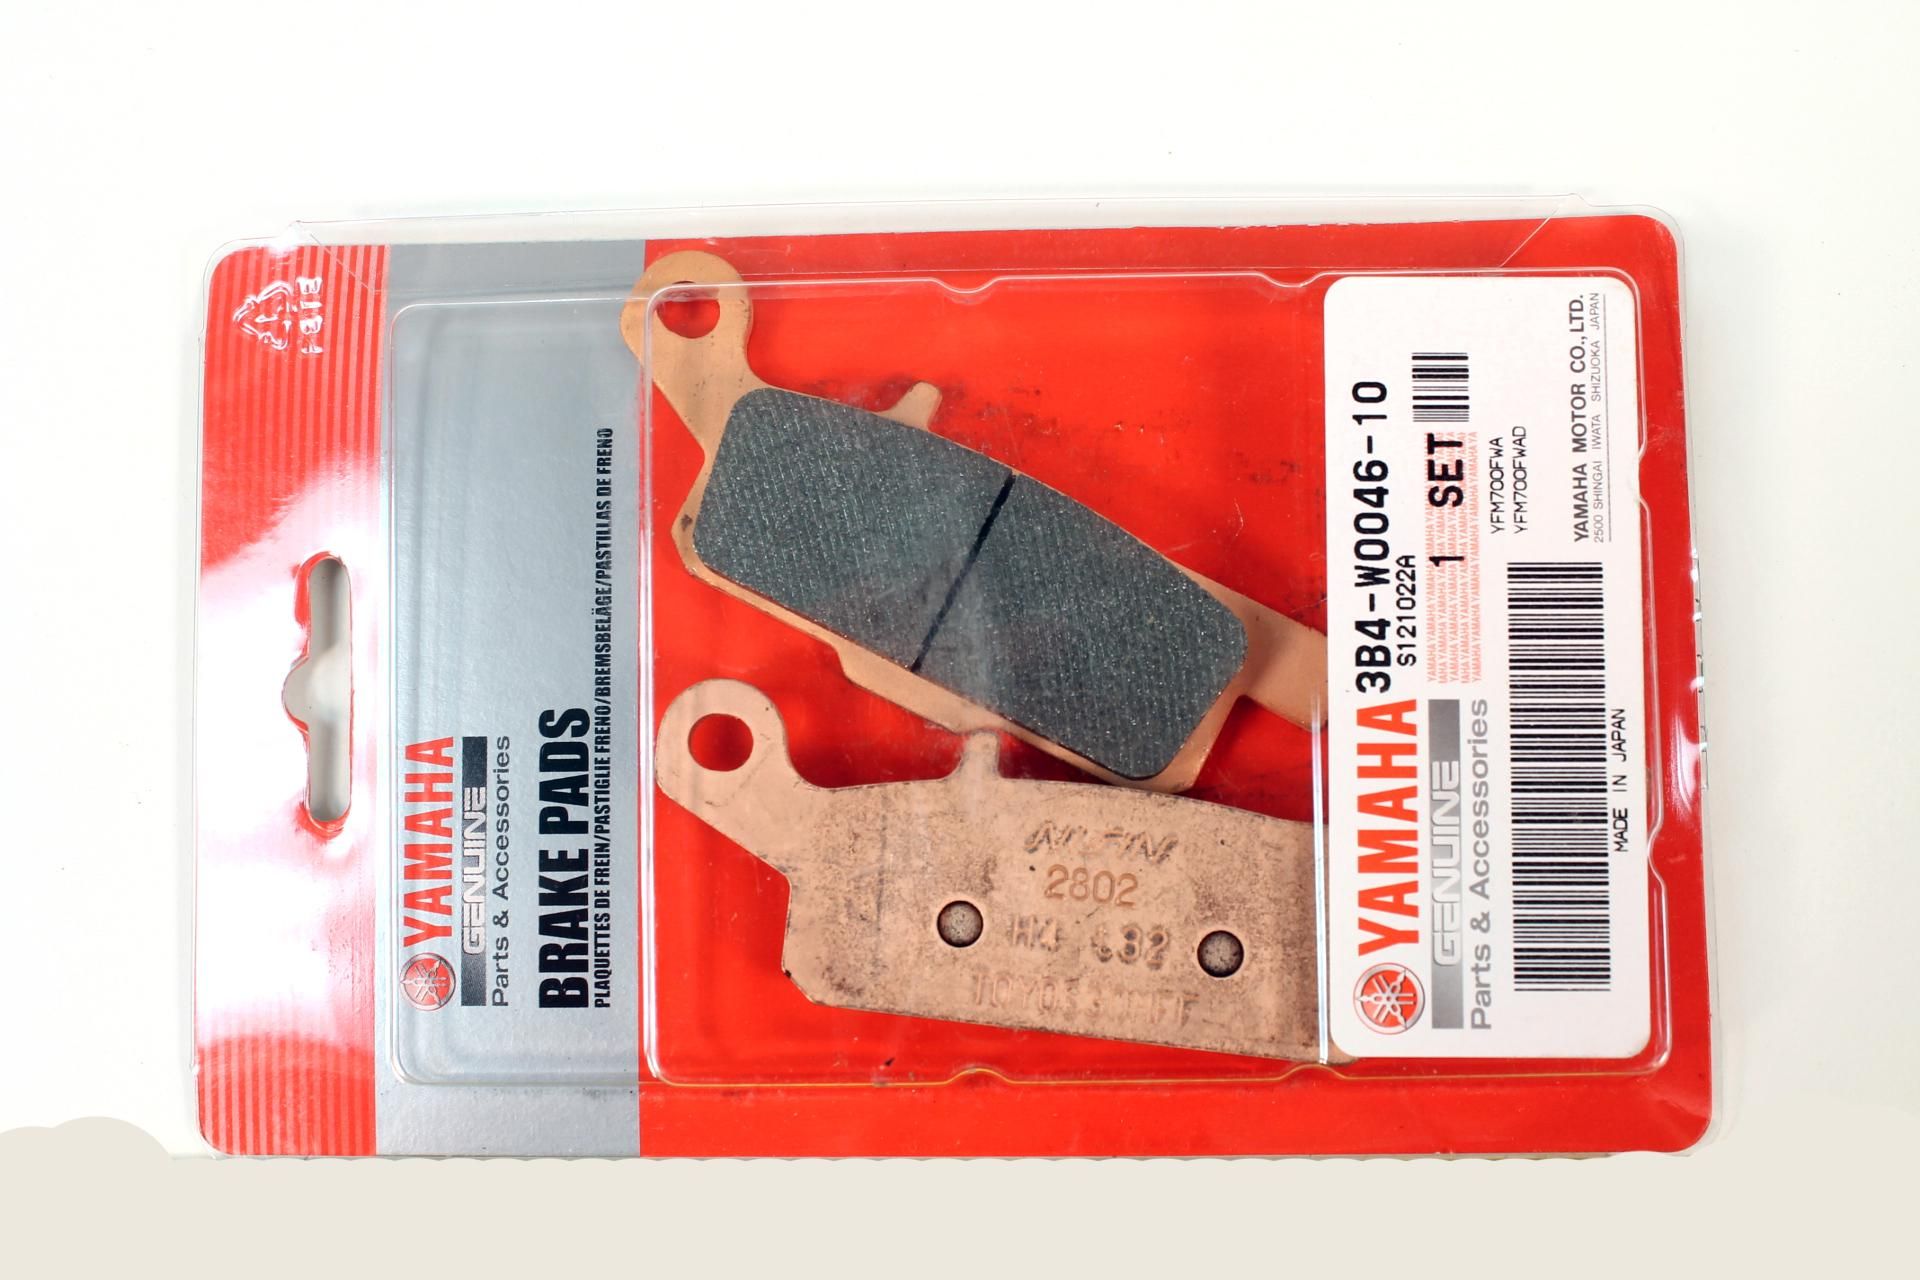 YAMAHA
GENUINE
Parts & Accessories
BRAKE PADS
PLAQUETTES DE FREIN/PASTIGLIE FRENO/BREMSBELÄGE/PASTILLAS DE FRENO
2802
YAMAHA
GENUINE
Parts & Accessories
3B4-W0046-10
S121022A
1 SET
YFM700FWA
YFM700FWAD
YAMAHA MOTOR CO.,LTD.
2500 SHINGAI IWATA SHIZUOKA JAPAN
MADE IN JAPAN